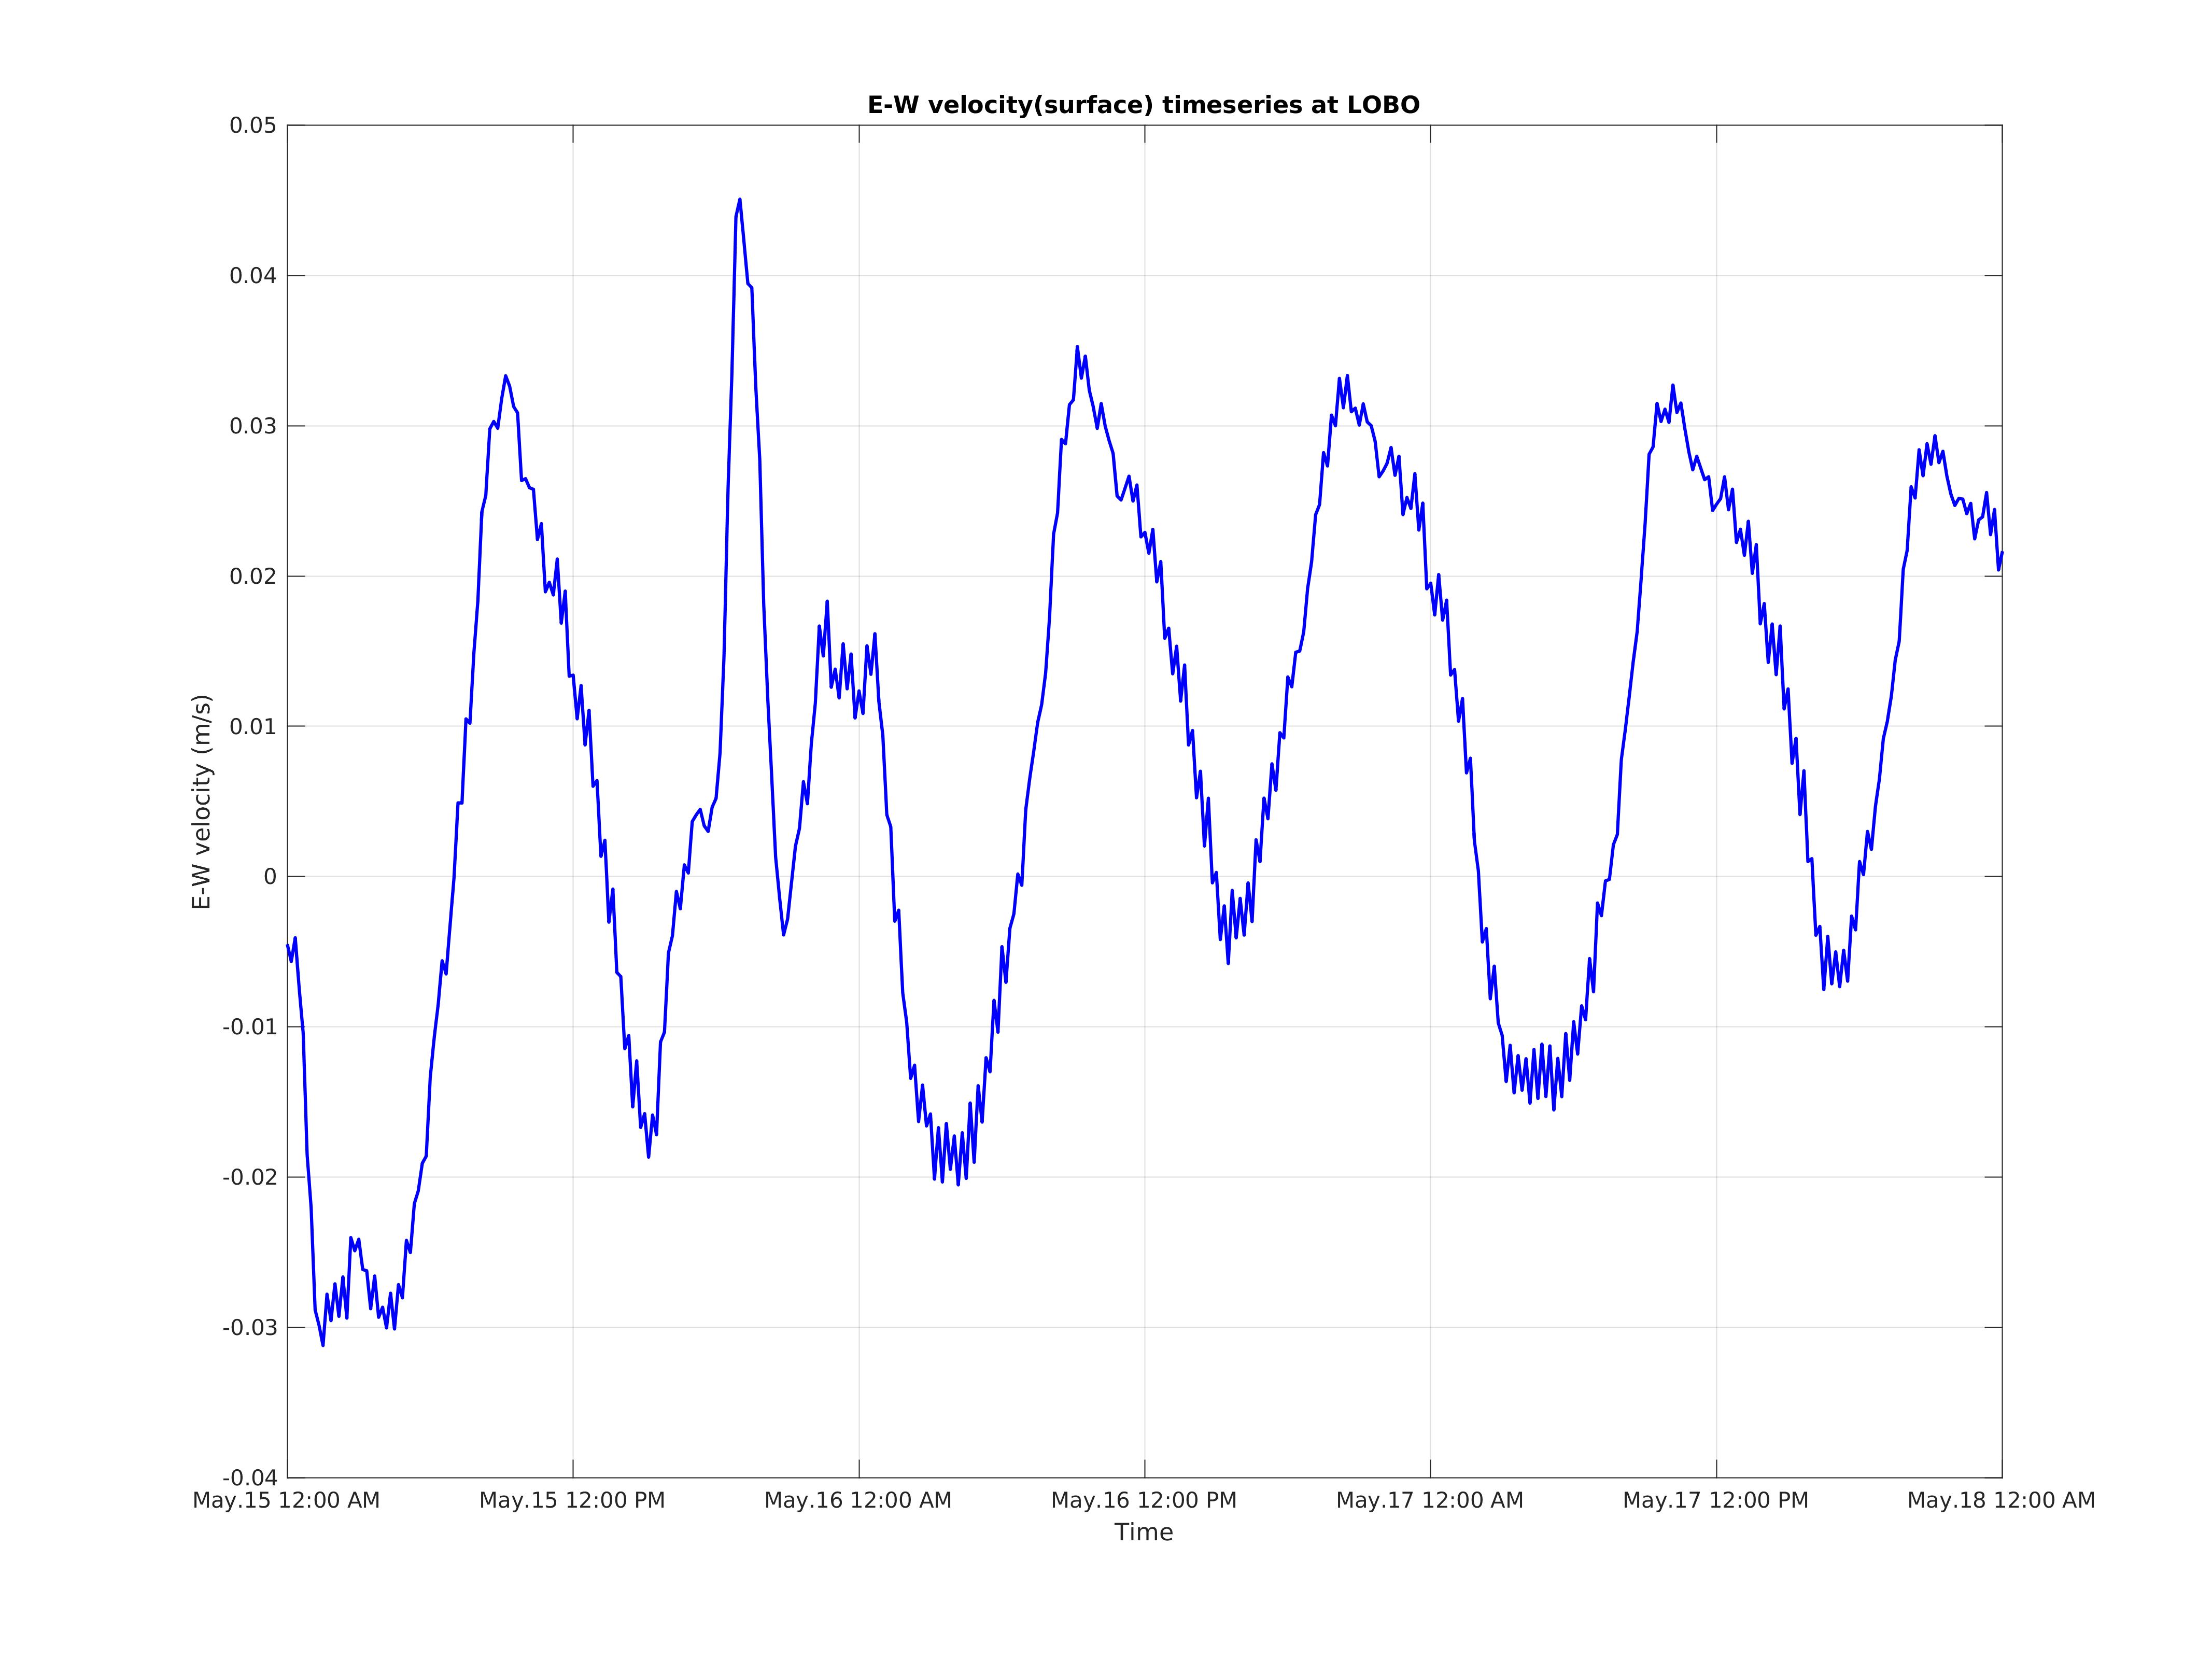 E-W velocity(surface) timeseries at LOBO
0.05
0.04
0.03
0.02
0.01
0
-0.01
-0.02
-0.03
-0.04
E-W velocity (m/s)
May.15 12:00 AM May.15 12:00 PM May.16 12:00 AM May.16 12:00 PM May.17 12:00 AM May.17 12:00 PM May.18 12:00 AM
Time